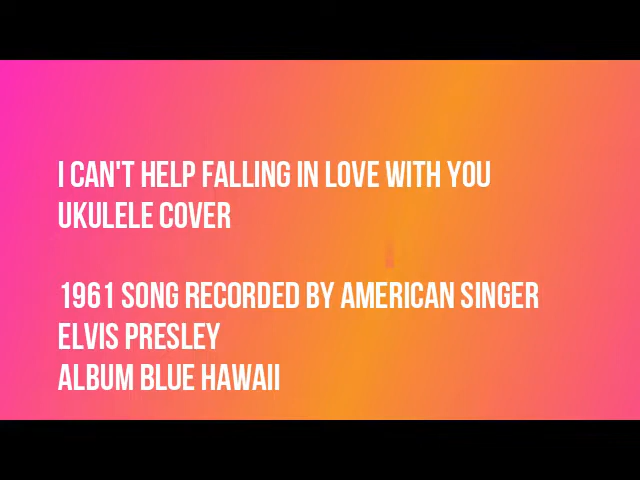 I CAN'T HELP FALLING IN LOVE WITH YOU
UKULELE COVER
1961 SONG RECORDED BY AMERICAN SINGER
ELVIS PRESLEY
ALBUM BLUE HAWAII